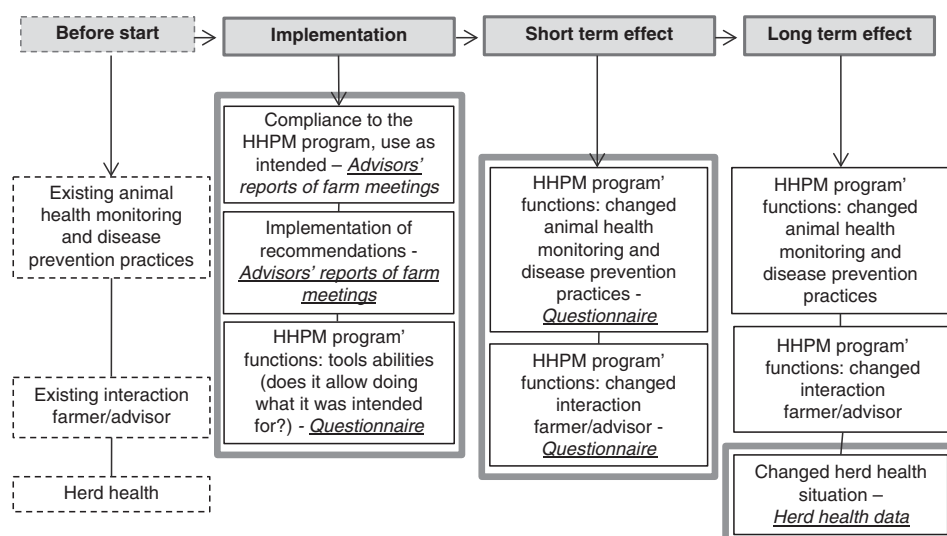 Before start
Implementation
Short term effect
Long term effect
Existing animal
health monitoring
and disease
prevention practices
Existing interaction
farmer/advisor
Herd health
Compliance to the
HHPM program, use as
intended – Advisors'
reports of farm meetings
Implementation of
recommendations -
Advisors' reports of farm
meetings
HHPM program'
functions: tools abilities
(does it allow doing
what it was intended
for?) - Questionnaire
HHPM program'
functions: changed
animal health
monitoring and
disease prevention
practices -
Questionnaire
HHPM program'
functions: changed
interaction
farmer/advisor -
Questionnaire
HHPM program'
functions: changed
animal health
monitoring and
disease prevention
practices
HHPM program'
functions: changed
interaction
farmer/advisor
Changed herd health
situation –
Herd health data